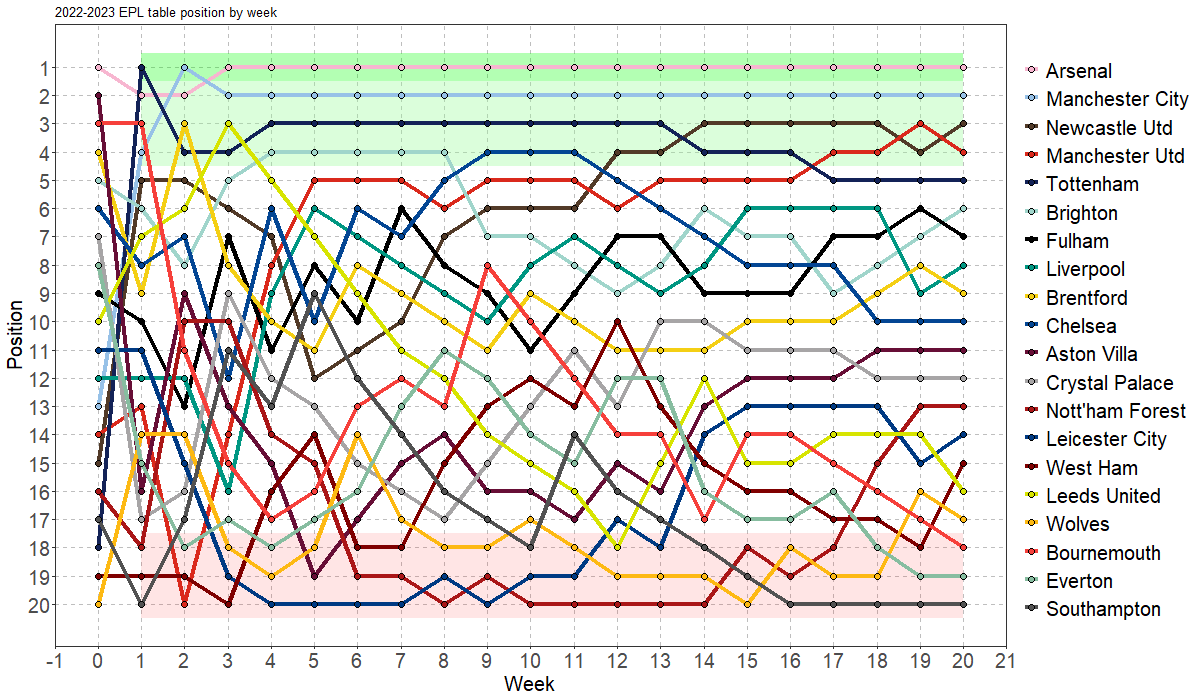 2022-2023 EPL table position by week
Position
1
2
3
4
5
6
7
8
9
10
11
12
13
14
15
16
17
18
19
20
-1 0 1 2 3 4 5 6 7 8 9 10 11 12 13 14 15 16 17 18 19 20 21
Week
Arsenal
Manchester City
Newcastle Utd
Manchester Utd
Tottenham
Brighton
Fulham
Liverpool
Brentford
Chelsea
Aston Villa
Crystal Palace
Nott'ham Forest
Leicester City
West Ham
Leeds United
Wolves
Bournemouth
Everton
Southampton